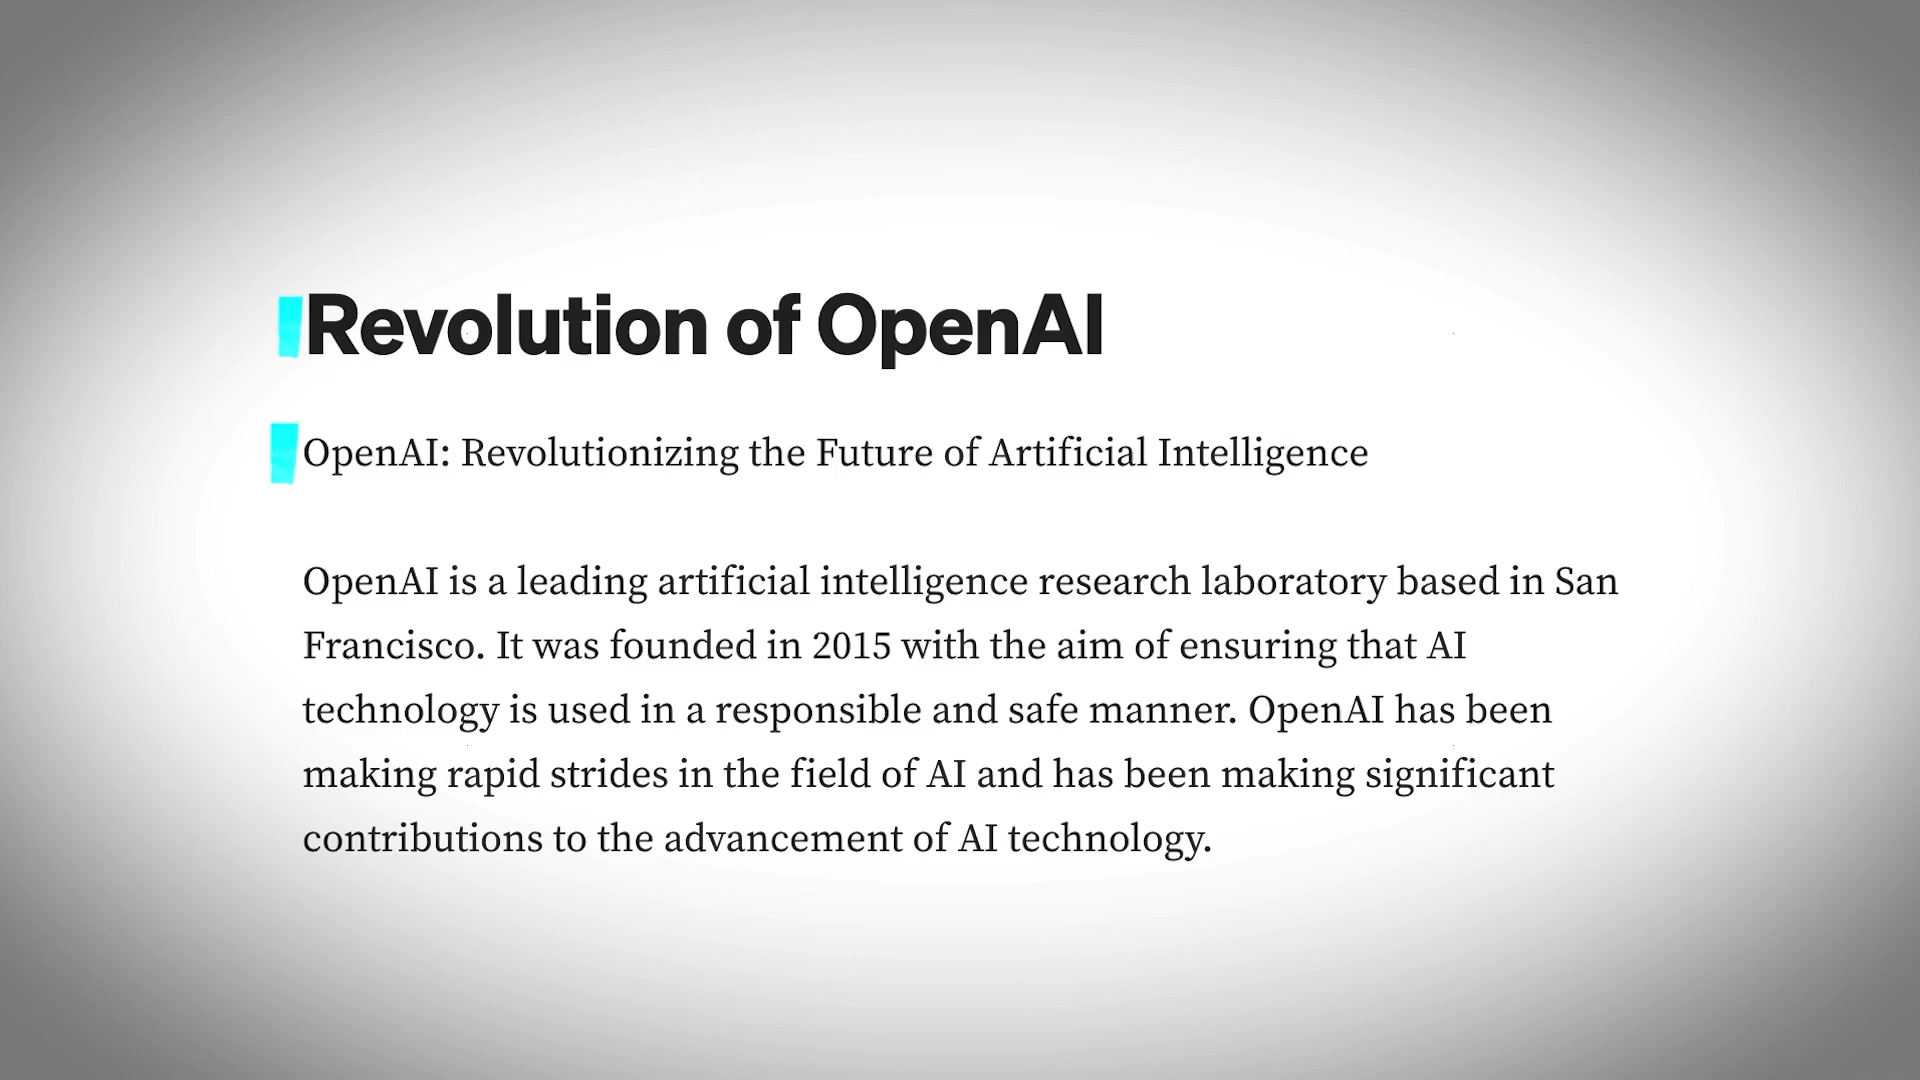 Revolution of OpenAI
OpenAI: Revolutionizing the Future of Artificial Intelligence
OpenAI is a leading artificial intelligence research laboratory based in San
Francisco. It was founded in 2015 with the aim of ensuring that AI
technology is used in a responsible and safe manner. OpenAI has been
making rapid strides in the field of AI and has been making significant
contributions to the advancement of AI technology.